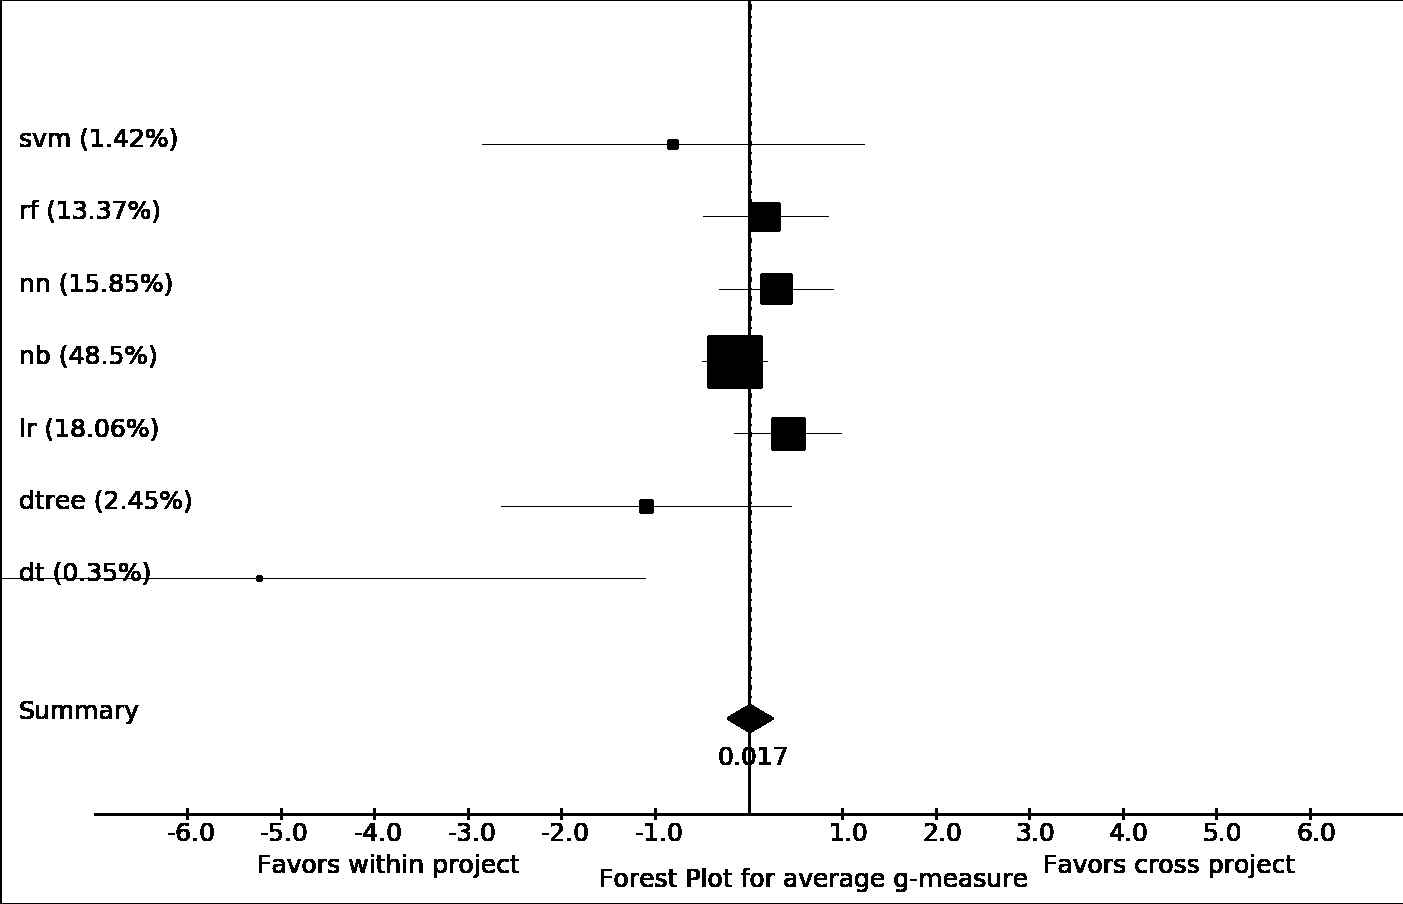 svm (1.42%)
rf (13.37%)
nn (15.85%)
nb (48.5%)
lr (18.06%)
dtree (2.45%)
dt (0.35%)
Summary
0.017
-6.0 -5.0 -4.0 -3.0 -2.0 -1.0 1.0 2.0 3.0 4.0 5.0 6.0
Favors within project
Forest Plot for average g-measure
Favors cross project